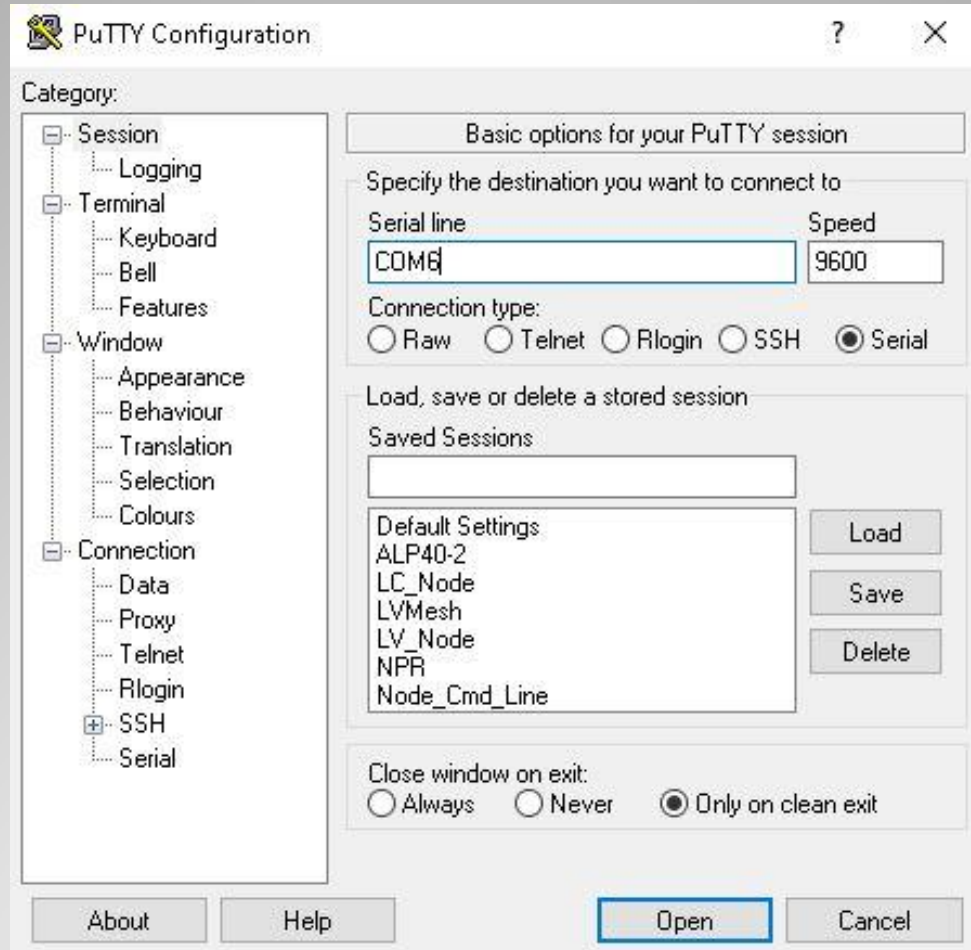 PuTTY Configuration
?
Category:
Session
Logging
Terminal
Keyboard
Bell
Features
Window
Appearance
Behaviour
Translation
Selection
Colours
Connection
Data
Proxy
Telnet
Rlogin
SSH
Serial
Basic options for your PuTTY session
Specify the destination you want to connect to
Serial line Speed
COM6 9600
Connection type:
Raw Telnet Rlogin SSH Serial
Load, save or delete a stored session
Saved Sessions
Default Settings
ALP40-2
LC_Node
LVMesh
LV_Node
NPR
Node_Cmd_Line
Load
Save
Delete
Close window on exit:
Always Never Only on clean exit
About Help Open Cancel